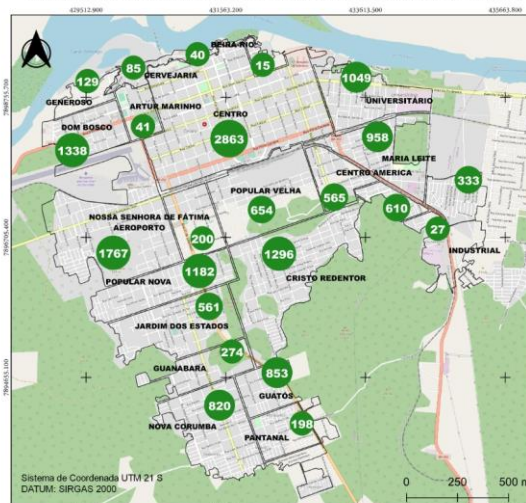 429512.900 431563.200 433613.500 435663.800
BEIRA-RIO
40
85
15
CERVEJARIA
1049
129
GENEROSO
ARTUR MARINHO
UNIVERSITÁRIO
CENTRO
DOM BOSCO
41
2863
958
1338
MARIA LEITE
CENTRO AMERICA
POPULAR VELHA
333
565
654
610
NOSSA SENHORA DE FÁTIMA
AEROPORTO
200
27
1767
1296
INDUSTRIAL
1182
CRISTO REDENTOR
POPULAR NOVA
561
JARDIM DOS ESTADOS
274
GUANABARA
853
GUATÓS
820
198
NOVA CORUMBA
PANTANAL
Sistema de Coordenada UTM 21 S
DATUM: SIRGAS 2000
0 250 500 m